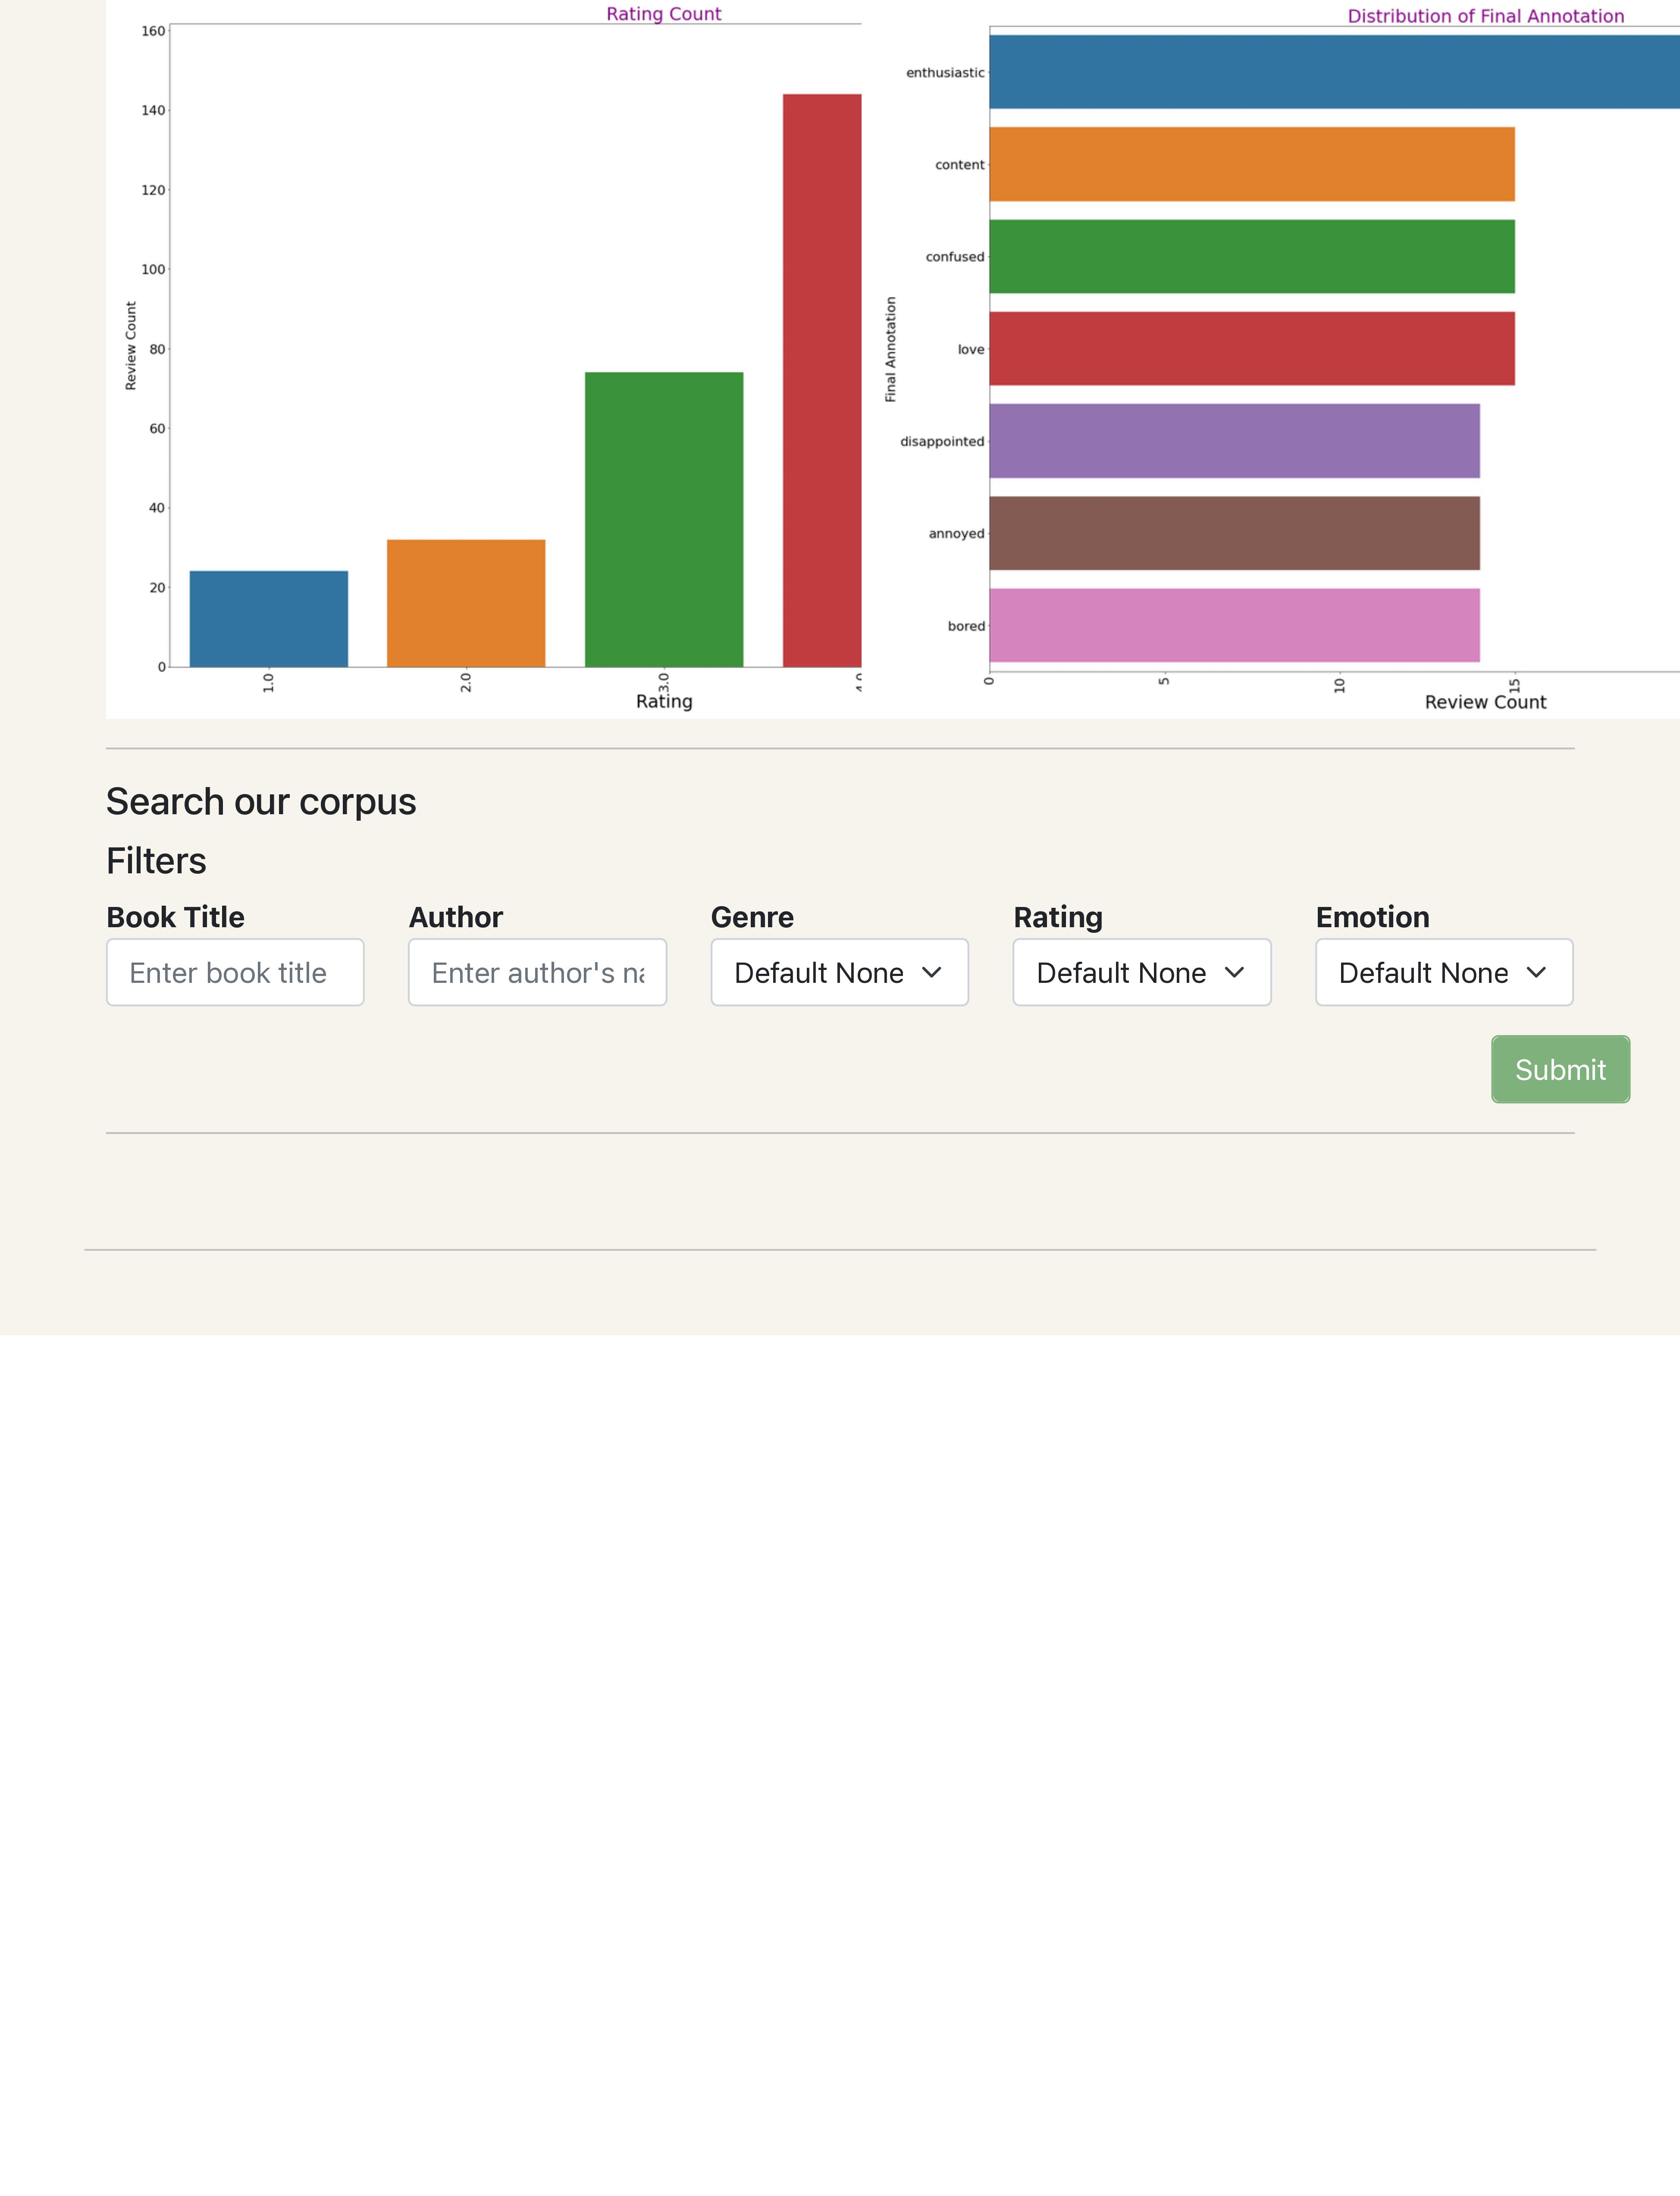 Rating Count
160
140
120
100
80
60
40
20
0
Review Count
1.0
2.0
3.0
Rating
Distribution of Final Annotation
enthusiastic
content
confused
love
disappointed
annoyed
bored
Final Annotation
0
5
10
15
Review Count
Search our corpus
Filters
Book Title
Author
Genre
Rating
Emotion
Enter book title
Enter author's na
Default None
Default None
Default None
Submit